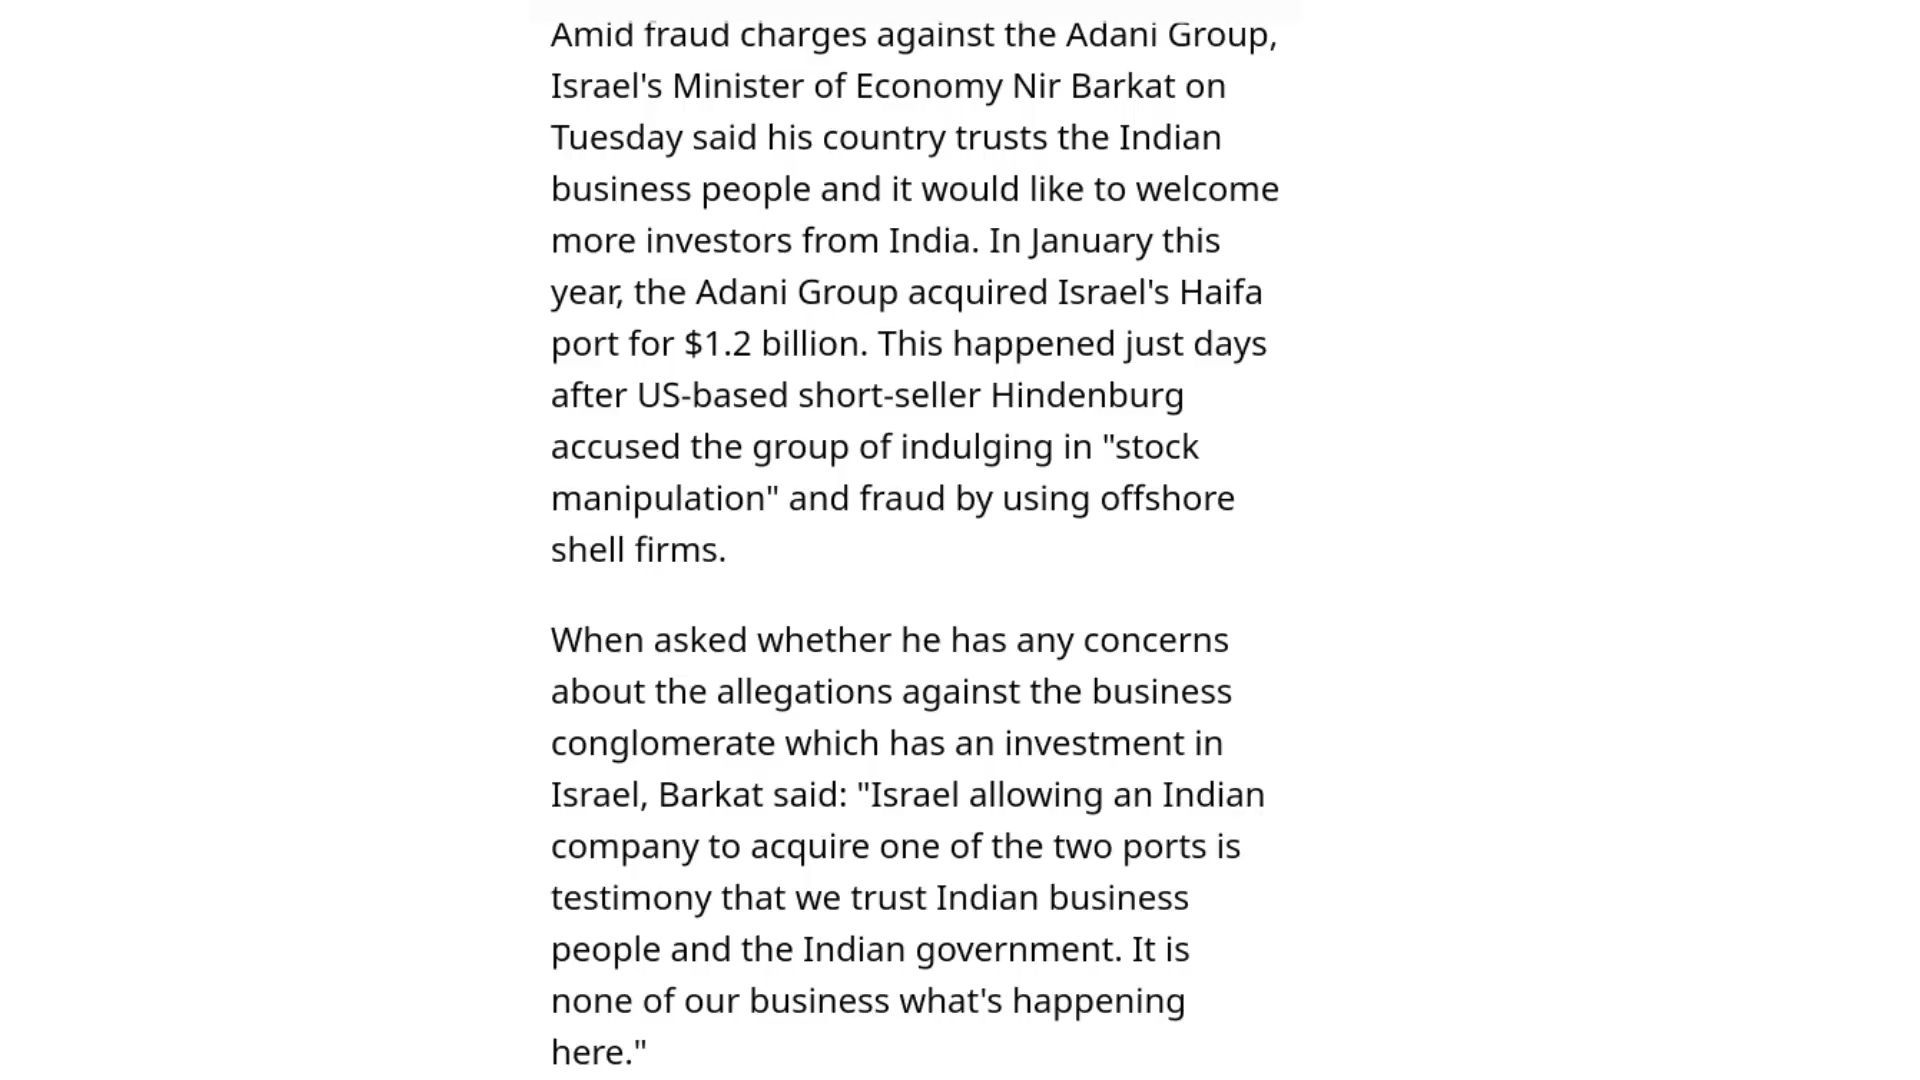 Amid fraud charges against the Adani Group,
Israel's Minister of Economy Nir Barkat on
Tuesday said his country trusts the Indian
business people and it would like to welcome
more investors from India. In January this
year, the Adani Group acquired Israel's Haifa
port for $1.2 billion. This happened just days
after US-based short-seller Hindenburg
accused the group of indulging in "stock
manipulation" and fraud by using offshore
shell firms.
When asked whether he has any concerns
about the allegations against the business
conglomerate which has an investment in
Israel, Barkat said: "Israel allowing an Indian
company to acquire one of the two ports is
testimony that we trust Indian business
people and the Indian government. It is
none of our business what's happening
here."